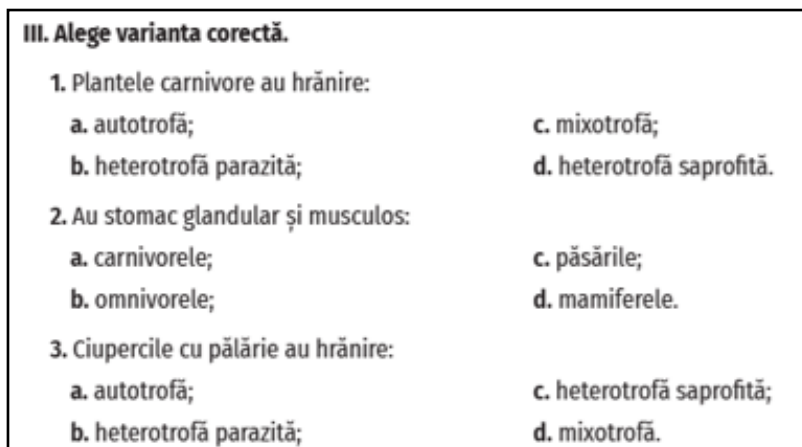 III. Alege varianta corectă.
1. Plantele carnivore au hrănire:
a. autotrofă; c. mixotrofă;
b. heterotrofă parazită; d. heterotrofă saprofită.
2. Au stomac glandular și musculos:
a. carnivorele; c. păsările;
b. omnivorele; d. mamiferele.
3. Ciupercile cu pălărie au hrănire:
a. autotrofă; c. heterotrofă saprofită;
b. heterotrofă parazită; d. mixotrofă.